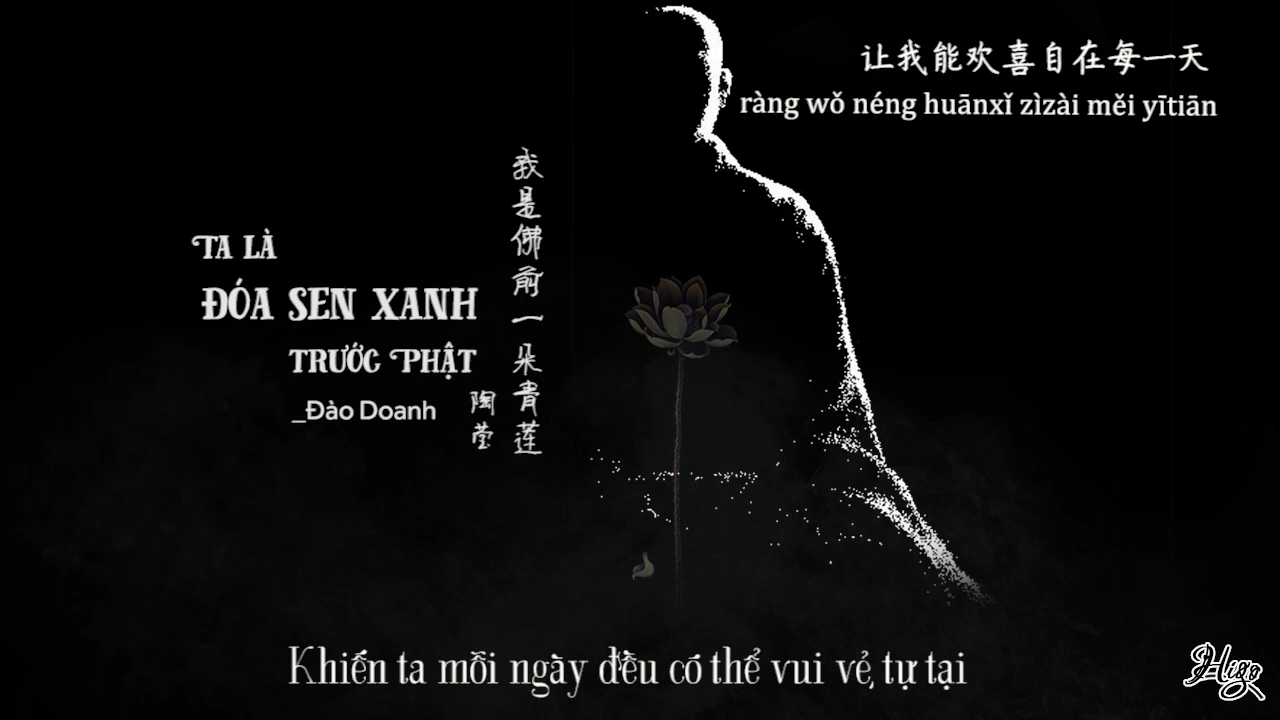 让我能欢喜自在每一天
ràng wǒ néng huānxǐ zìzài měi yītiān
我是佛前一朵青莲
陶莹
TA LÀ
ĐÓA SEN XANH
TRƯỚC PHẬT
_Đào Doanh
Khiến ta mỗi ngày đều có thể vui vẻ, tự tại